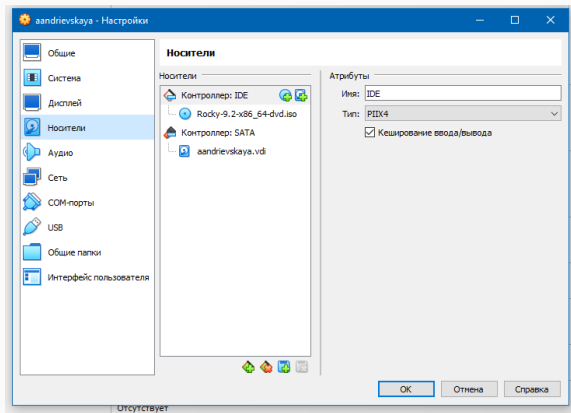 aandrievskaya - Настройки
Общие
Система
Дисплей
Носители
Аудио
Сеть
COM-порты
USB
Общие папки
Интерфейс пользователя
Носители
Носители
Контроллер: IDE
Rocky-9.2-x86_64-dvd.iso
Контроллер: SATA
aandrievskaya.vdi
Атрибуты
Имя: IDE
Тип: PIIX4
Кеширование ввода/вывода
OK Отмена Справка
Отсутствует